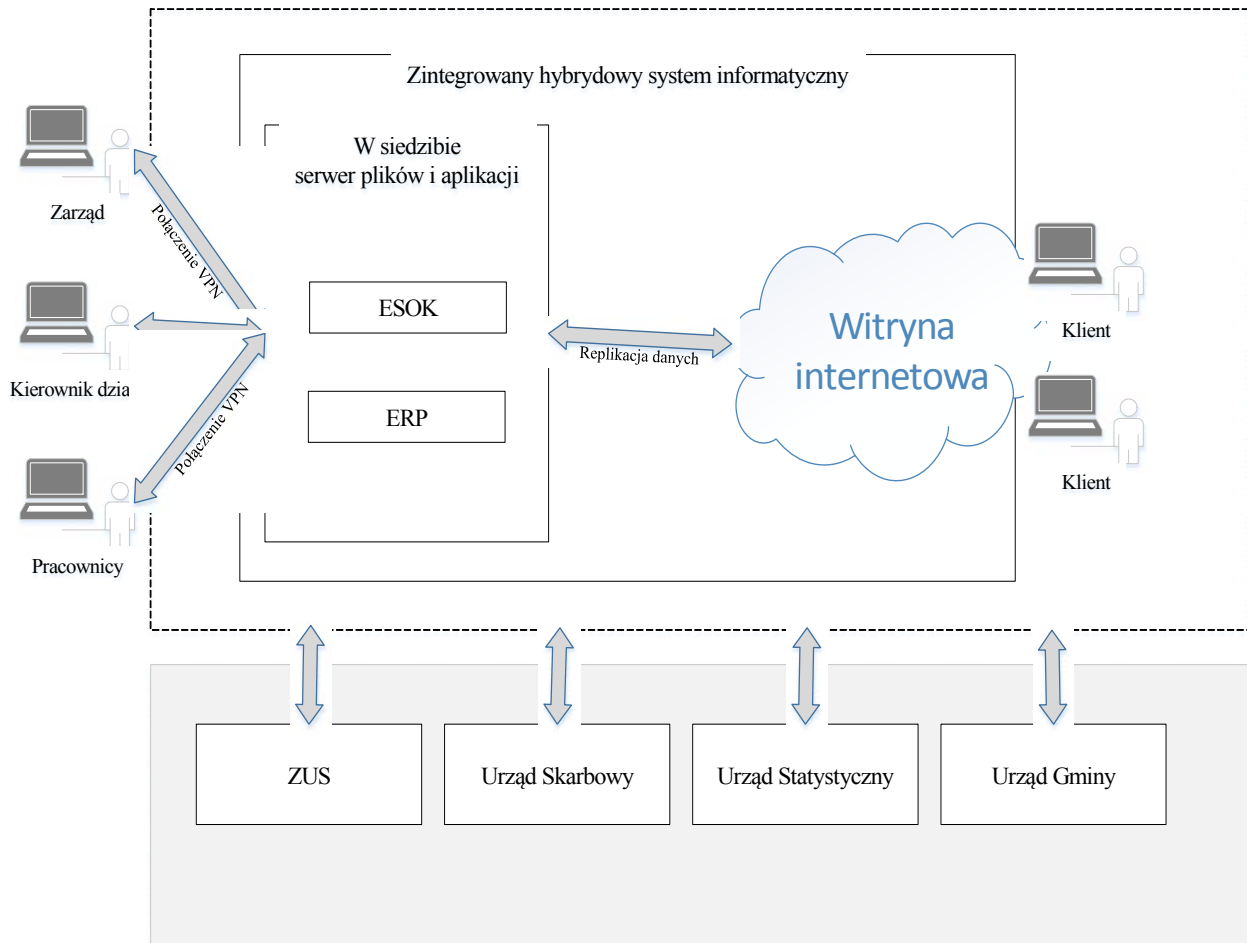 Zintegrowany hybrydowy system informatyczny
W siedzibie
serwer plików i aplikacji
Zarząd
Połączenie VPN
ESOK
Replikacja danych
Witryna
internetowa
Klient
Kierownik dzia
Połączenie VPN
ERP
Klient
Pracownicy
ZUS
Urząd Skarbowy
Urząd Statystyczny
Urząd Gminy